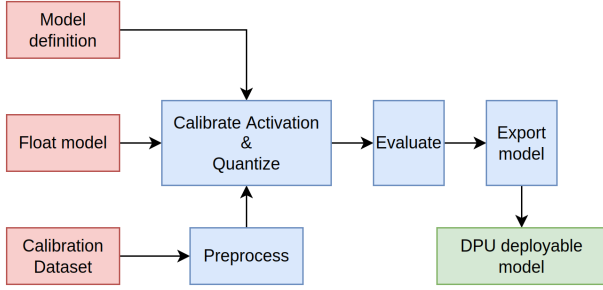 Model
definition
Float model
Calibrate Activation
&
Quantize
Evaluate
Export
model
Calibration
Dataset
Preprocess
DPU deployable
model